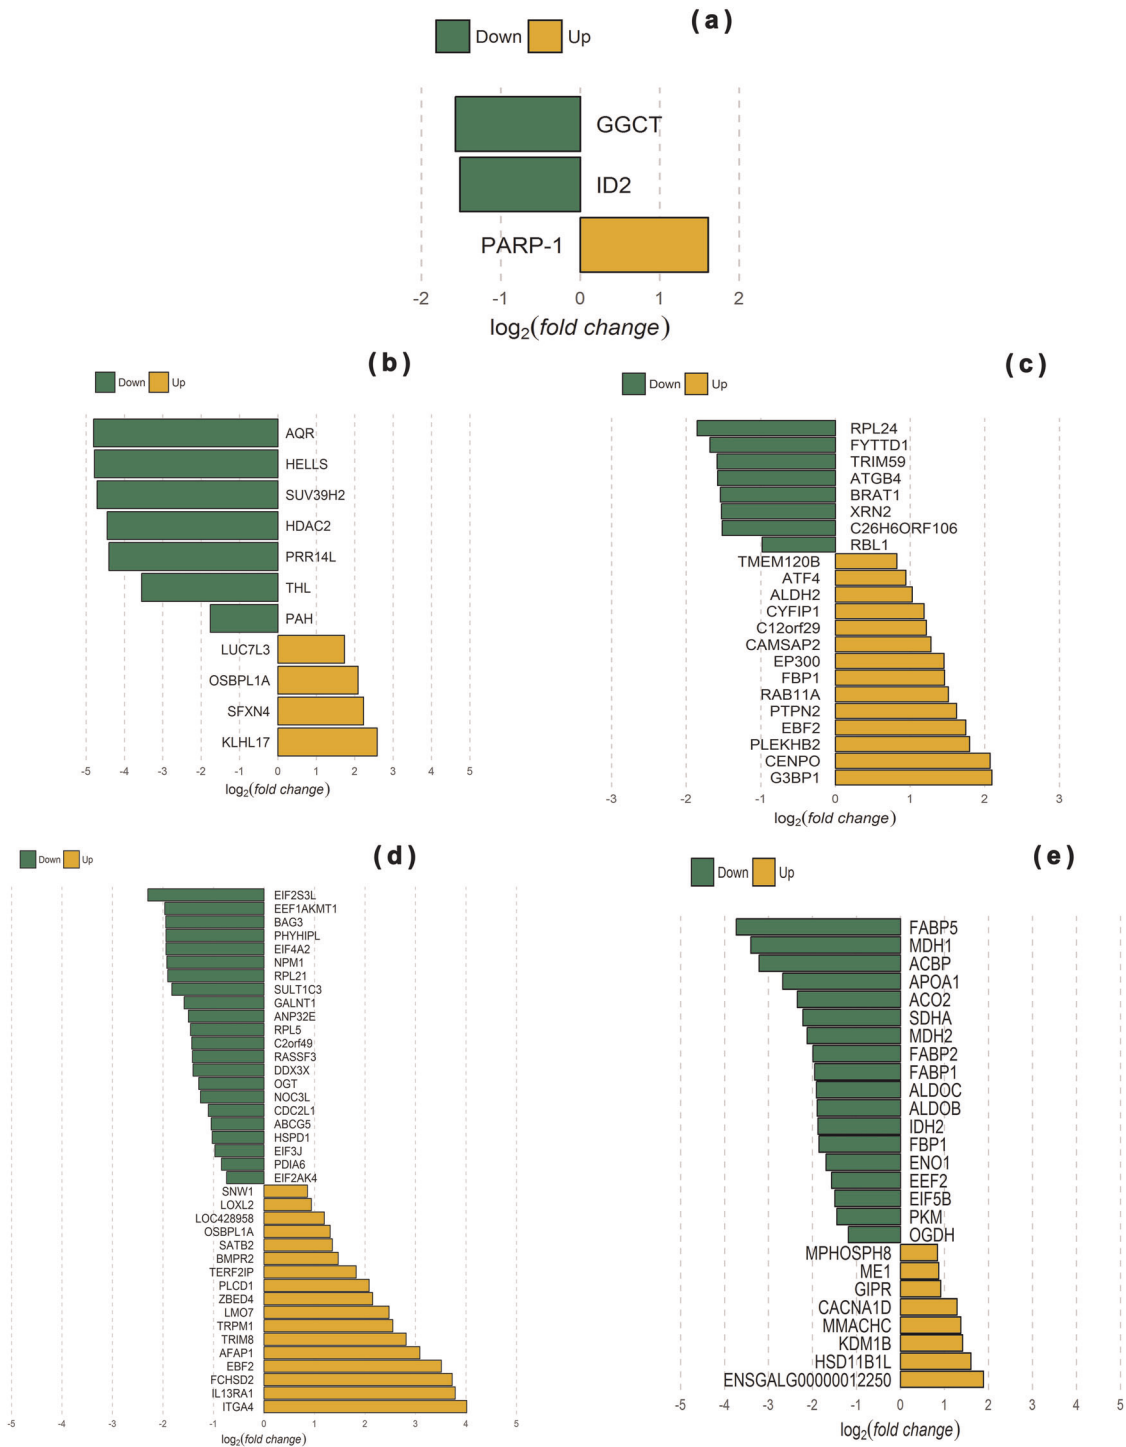 (a)
Down Up
GGCT
ID2
PARP-1
-2 -1 0 1 2
log2(fold change)
(b)
Down Up
AQR
HELLS
SUV39H2
HDAC2
PRR14L
THL
PAH
LUC7L3
OSBPL1A
SFXN4
KLHL17
-5 -4 -3 -2 -1 0 1 2 3 4 5
log2(fold change)
(c)
Down Up
RPL24
FYTTD1
TRIM59
ATGB4
BRAT1
XRN2
C26H6ORF106
RBL1
TMEM120B
ATF4
ALDH2
CYFIP1
C12orf29
CAMSAP2
EP300
FBP1
RAB11A
PTPN2
EBF2
PLEKHB2
CENPO
G3BP1
-3 -2 -1 0 1 2 3
log2(fold change)
(d)
Down Up
EIF2S3L
EEF1AKMT1
BAG3
PHYHIPL
EIF4A2
NPM1
RPL21
SULT1C3
GALNT1
ANP32E
RPL5
C2orf49
RASSF3
DDX3X
OGT
NOC3L
CDC2L1
ABCG5
HSPD1
EIF3J
PDIA6
EIF2AK4
SNW1
LOXL2
LOC428958
OSBPL1A
SATB2
BMPR2
TERF2IP
PLCD1
ZBED4
LMO7
TRPM1
TRIM8
AFAP1
EBF2
FCHSD2
IL13RA1
ITGA4
-5 -4 -3 -2 -1 0 1 2 3 4 5
log2(fold change)
(e)
Down Up
FABP5
MDH1
ACBP
APOA1
ACO2
SDHA
MDH2
FABP2
FABP1
ALDOC
ALDOB
IDH2
FBP1
ENO1
EEF2
EIF5B
PKM
OGDH
MPHOSPH8
ME1
GIPR
CACNA1D
MMACHC
KDM1B
HSD11B1L
ENSGALG00000012250
-5 -4 -3 -2 -1 0 1 2 3 4 5
log2(fold change)